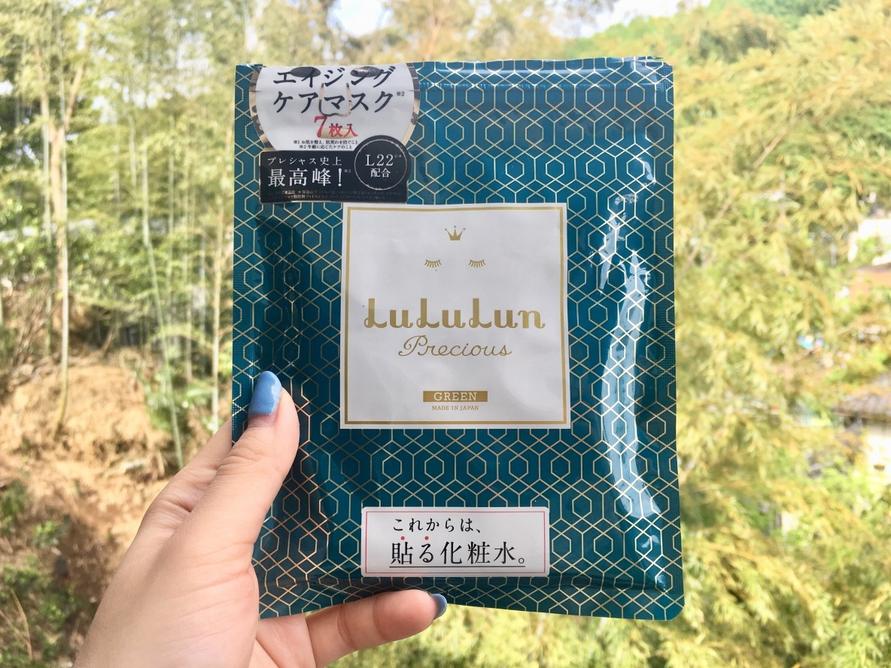 エイジング
ケアマスク※2
7枚入
プレシャス史上
最高峰!
L22
配合
LuLuLun
Precious
GREEN
MADE IN JAPAN
これからは、
貼る化粧水。